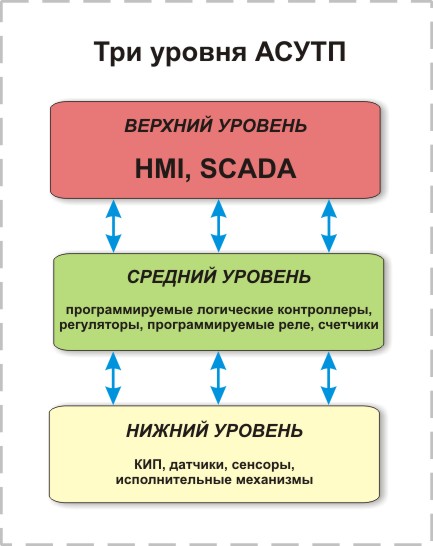 Три уровня АСУТП
ВЕРХНИЙ УРОВЕНЬ
HMI, SCADA
СРЕДНИЙ УРОВЕНЬ
программируемые логические контроллеры,
регуляторы, программируемые реле, счетчики
НИЖНИЙ УРОВЕНЬ
КИП, датчики, сенсоры,
исполнительные механизмы